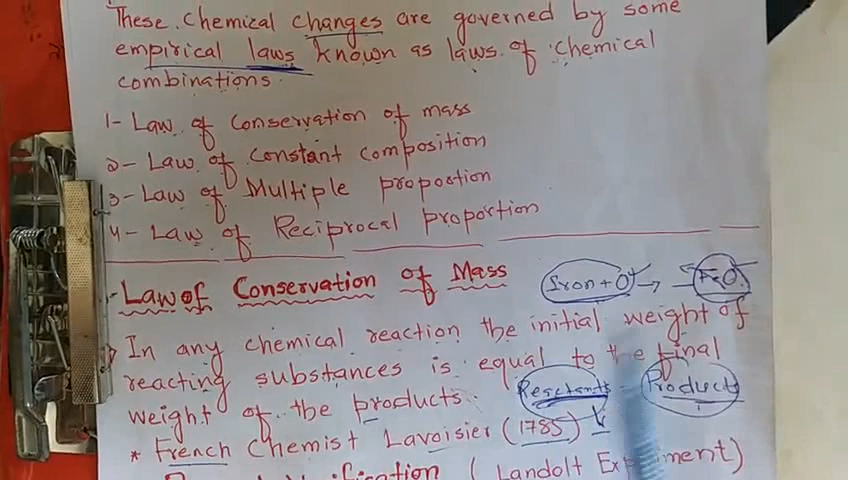 These Chemical changes are governed by some
empirical laws known as laws of chemical
combinations.
1- Law of Conservation of mass
2- Law of constant composition
3- Law of Multiple proportion
4- Law of Reciprocal proportion
Law of Conservation of Mass
Iron + O →
In any chemical reaction the initial weight of
reacting substances is equal to the final
weight of the products.
Reactants Products
* French Chemist Lavoisier (1785)
(Landolt Experiment)